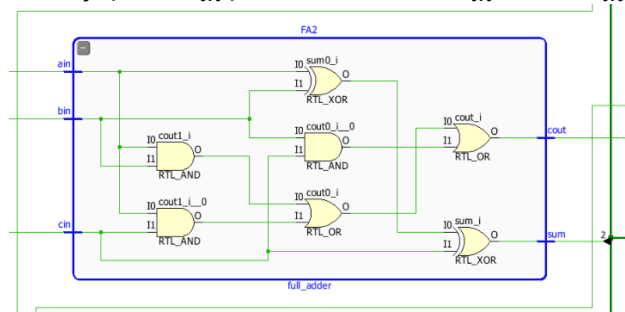 FA2
ain
I0
sum0_i
O
I1
RTL_XOR
bin
I0
cout1_i
O
I1
RTL_AND
I0
cout0_i__0
O
I1
RTL_AND
I0
cout_i
O
I1
RTL_OR
cout
I0
cout1_i__0
O
I1
RTL_AND
I0
cout0_i
O
I1
RTL_OR
cin
I0
sum_i
O
I1
RTL_XOR
sum
2
full_adder